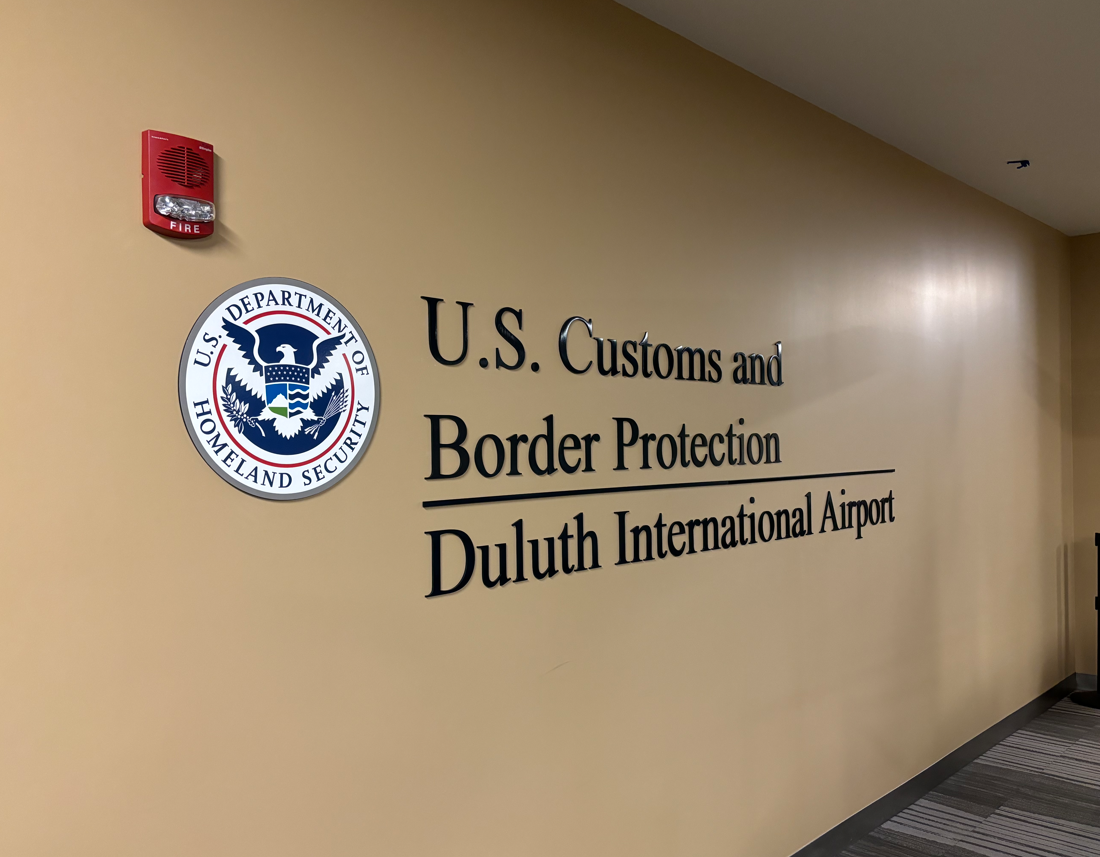 FIRE
U.S. DEPARTMENT OF
HOMELAND SECURITY
U.S. Customs and
Border Protection
Duluth International Airport